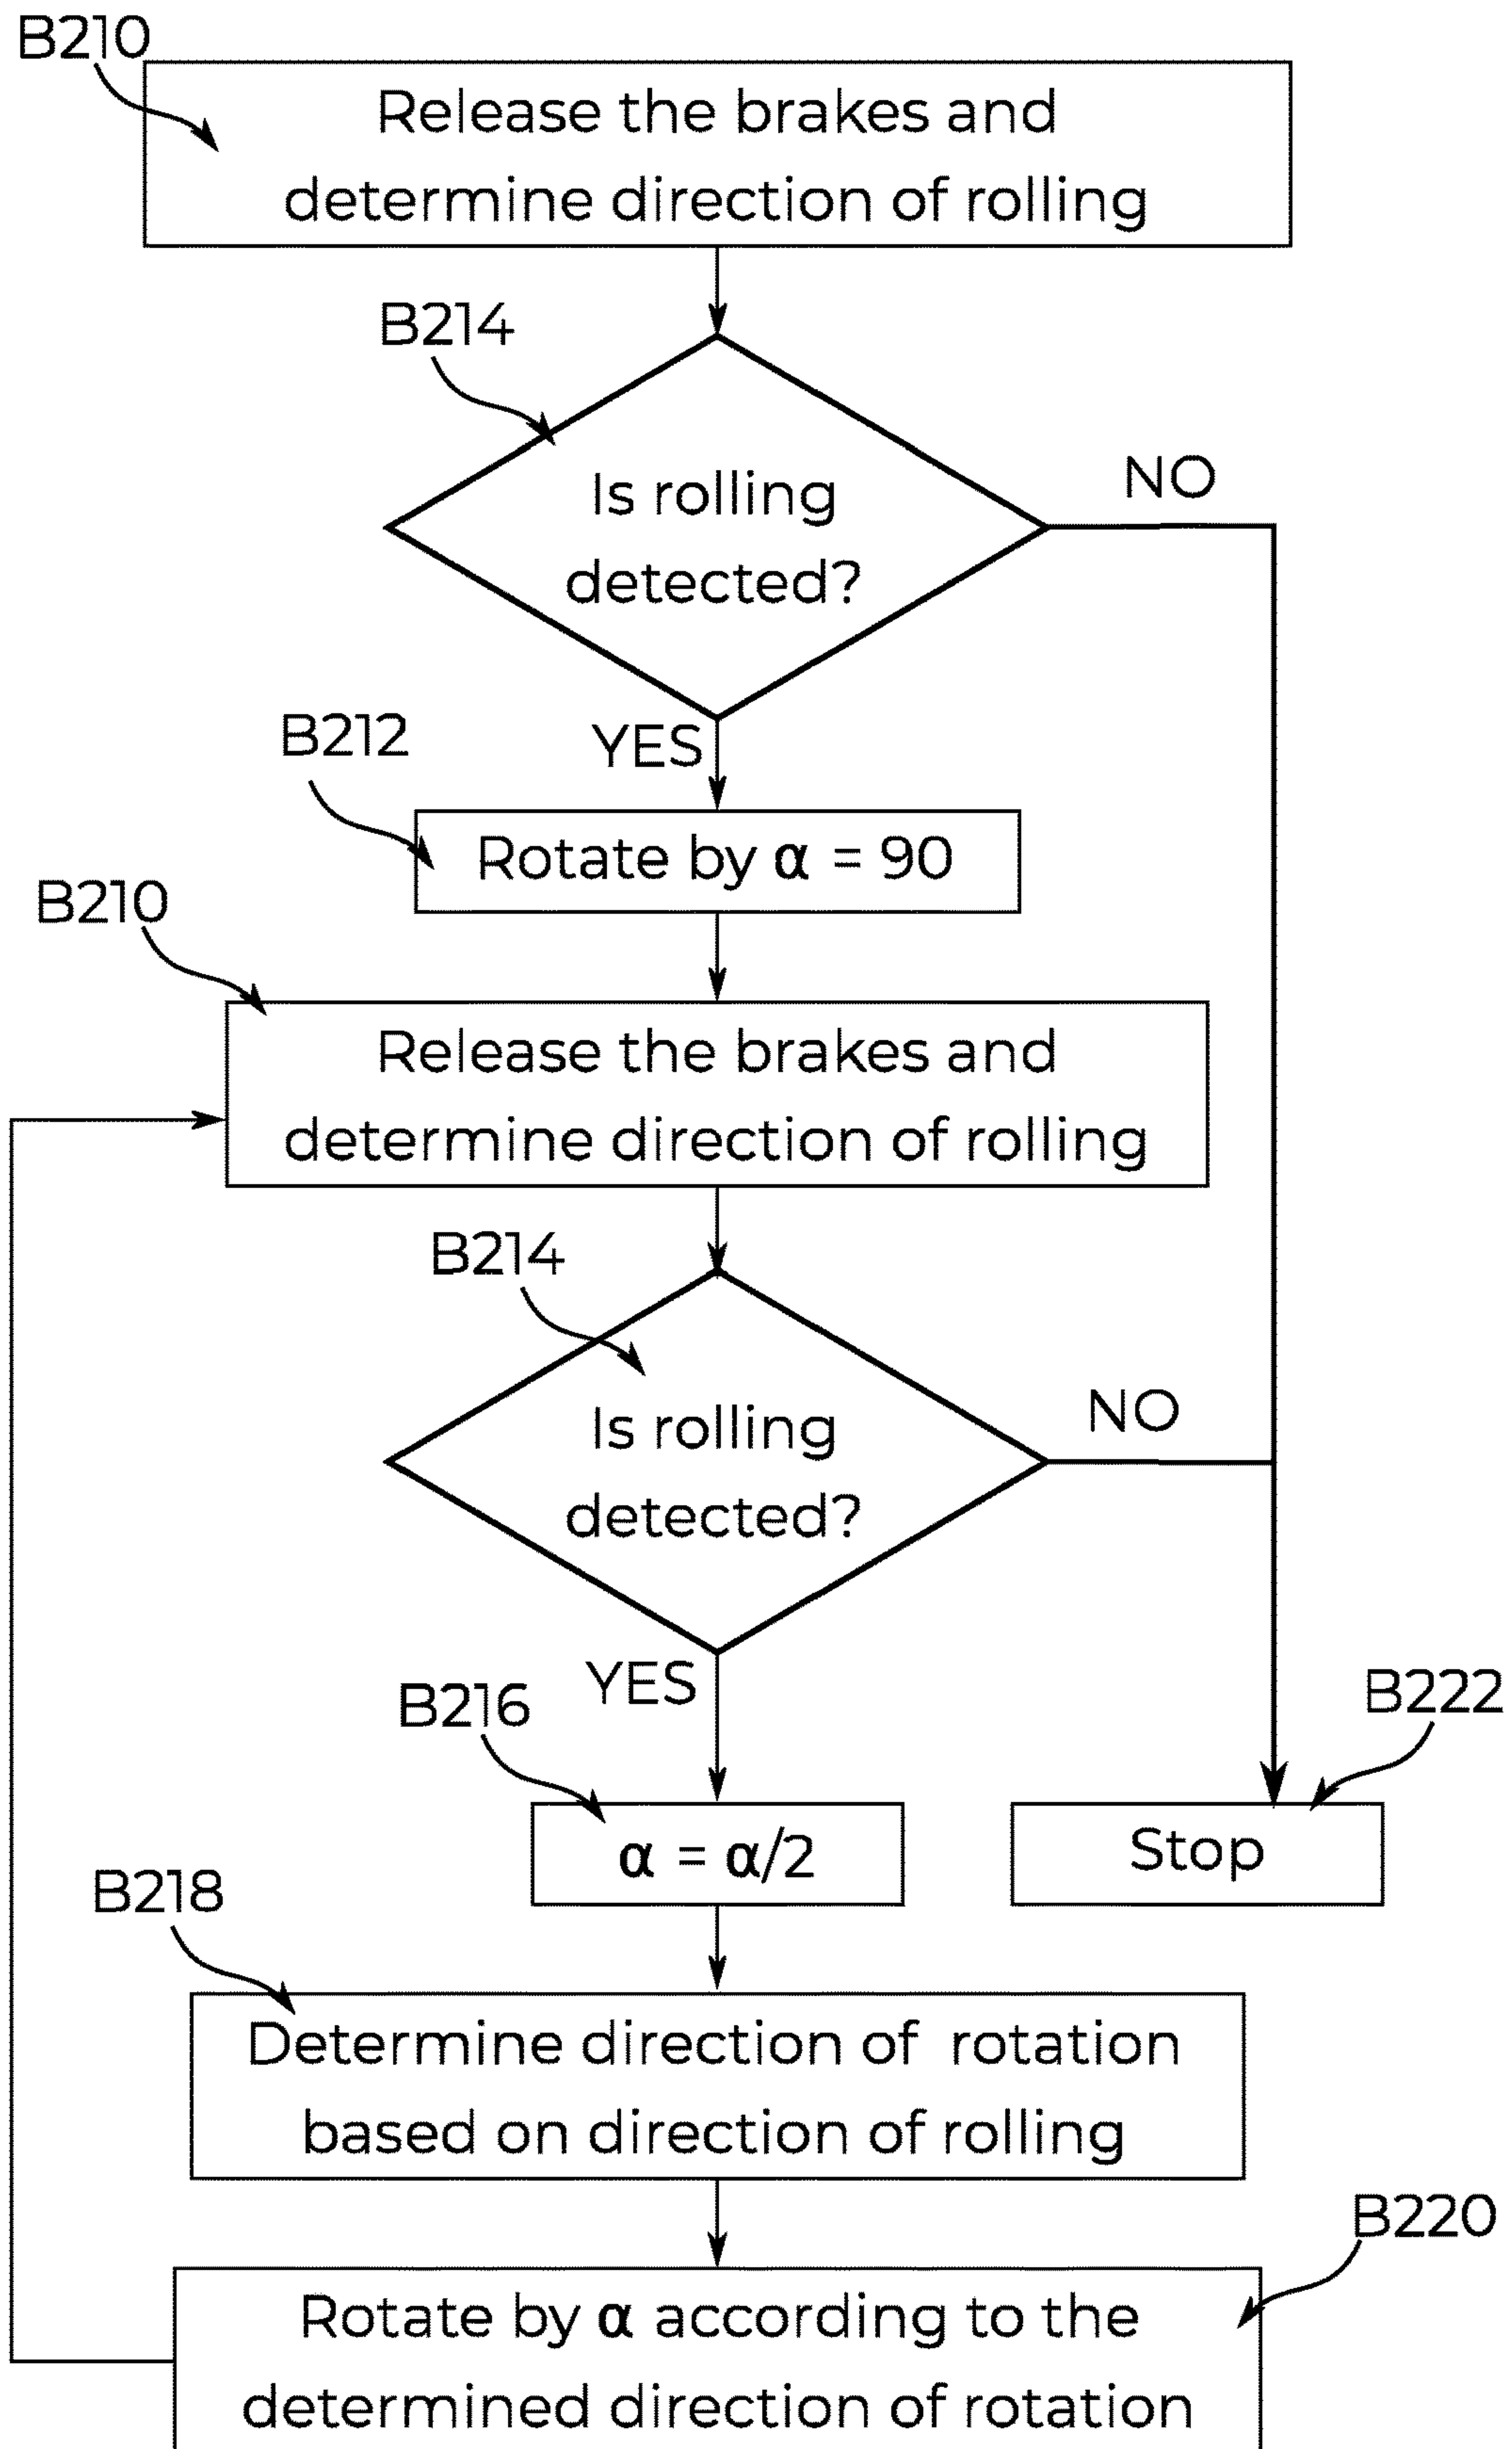 B210
Release the brakes and
determine direction of rolling
B214
Is rolling
detected?
NO
YES
B212
Rotate by α = 90
B210
Release the brakes and
determine direction of rolling
B214
Is rolling
detected?
NO
YES
B216
B222
α = α/2
Stop
B218
Determine direction of rotation
based on direction of rolling
B220
Rotate by α according to the
determined direction of rotation